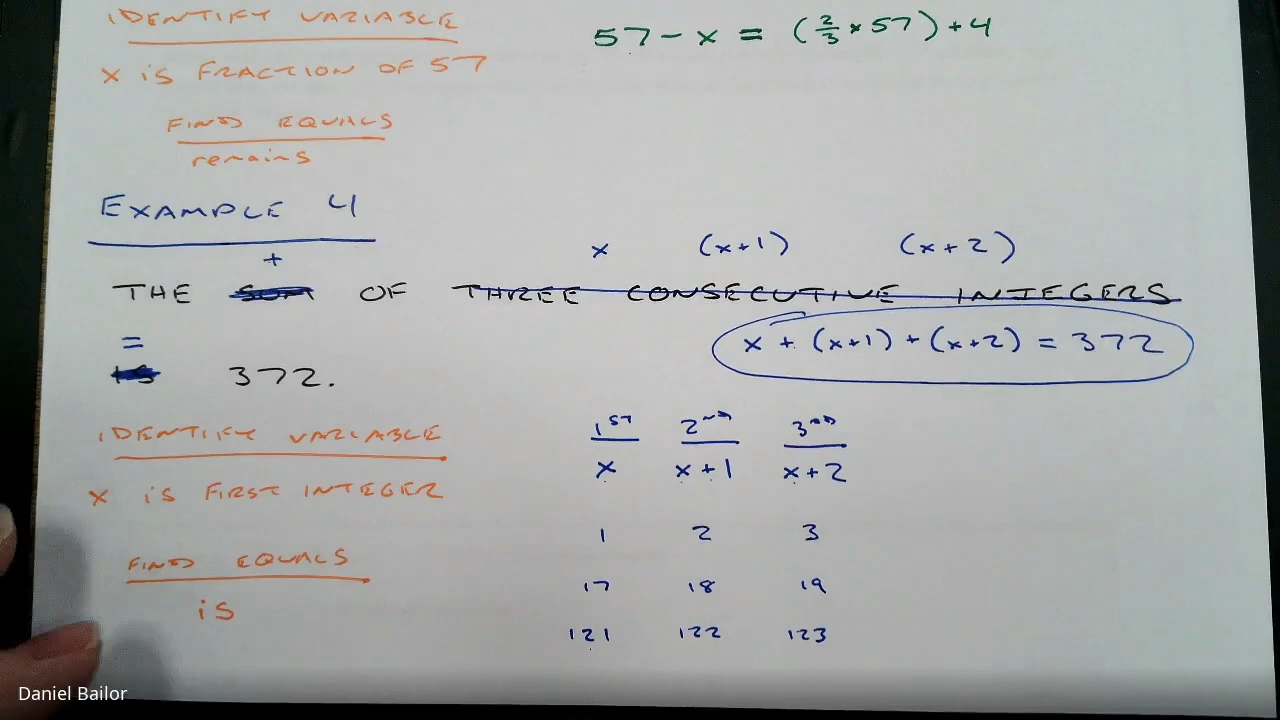 IDENTIFY VARIABLE
57 - x = (2/3 × 57) + 4
x is FRACTION OF 57
FIND EQUALS
remains
EXAMPLE 4
x (x+1) (x+2)
+
THE SUM OF THREE CONSECUTIVE INTEGERS
=
x + (x+1) + (x+2) = 372
is 372.
IDENTIFY VARIABLE
1ST 2ND 3RD
x x+1 x+2
x is FIRST INTEGER
1 2 3
FIND EQUALS
17 18 19
is
121 122 123
Daniel Bailor